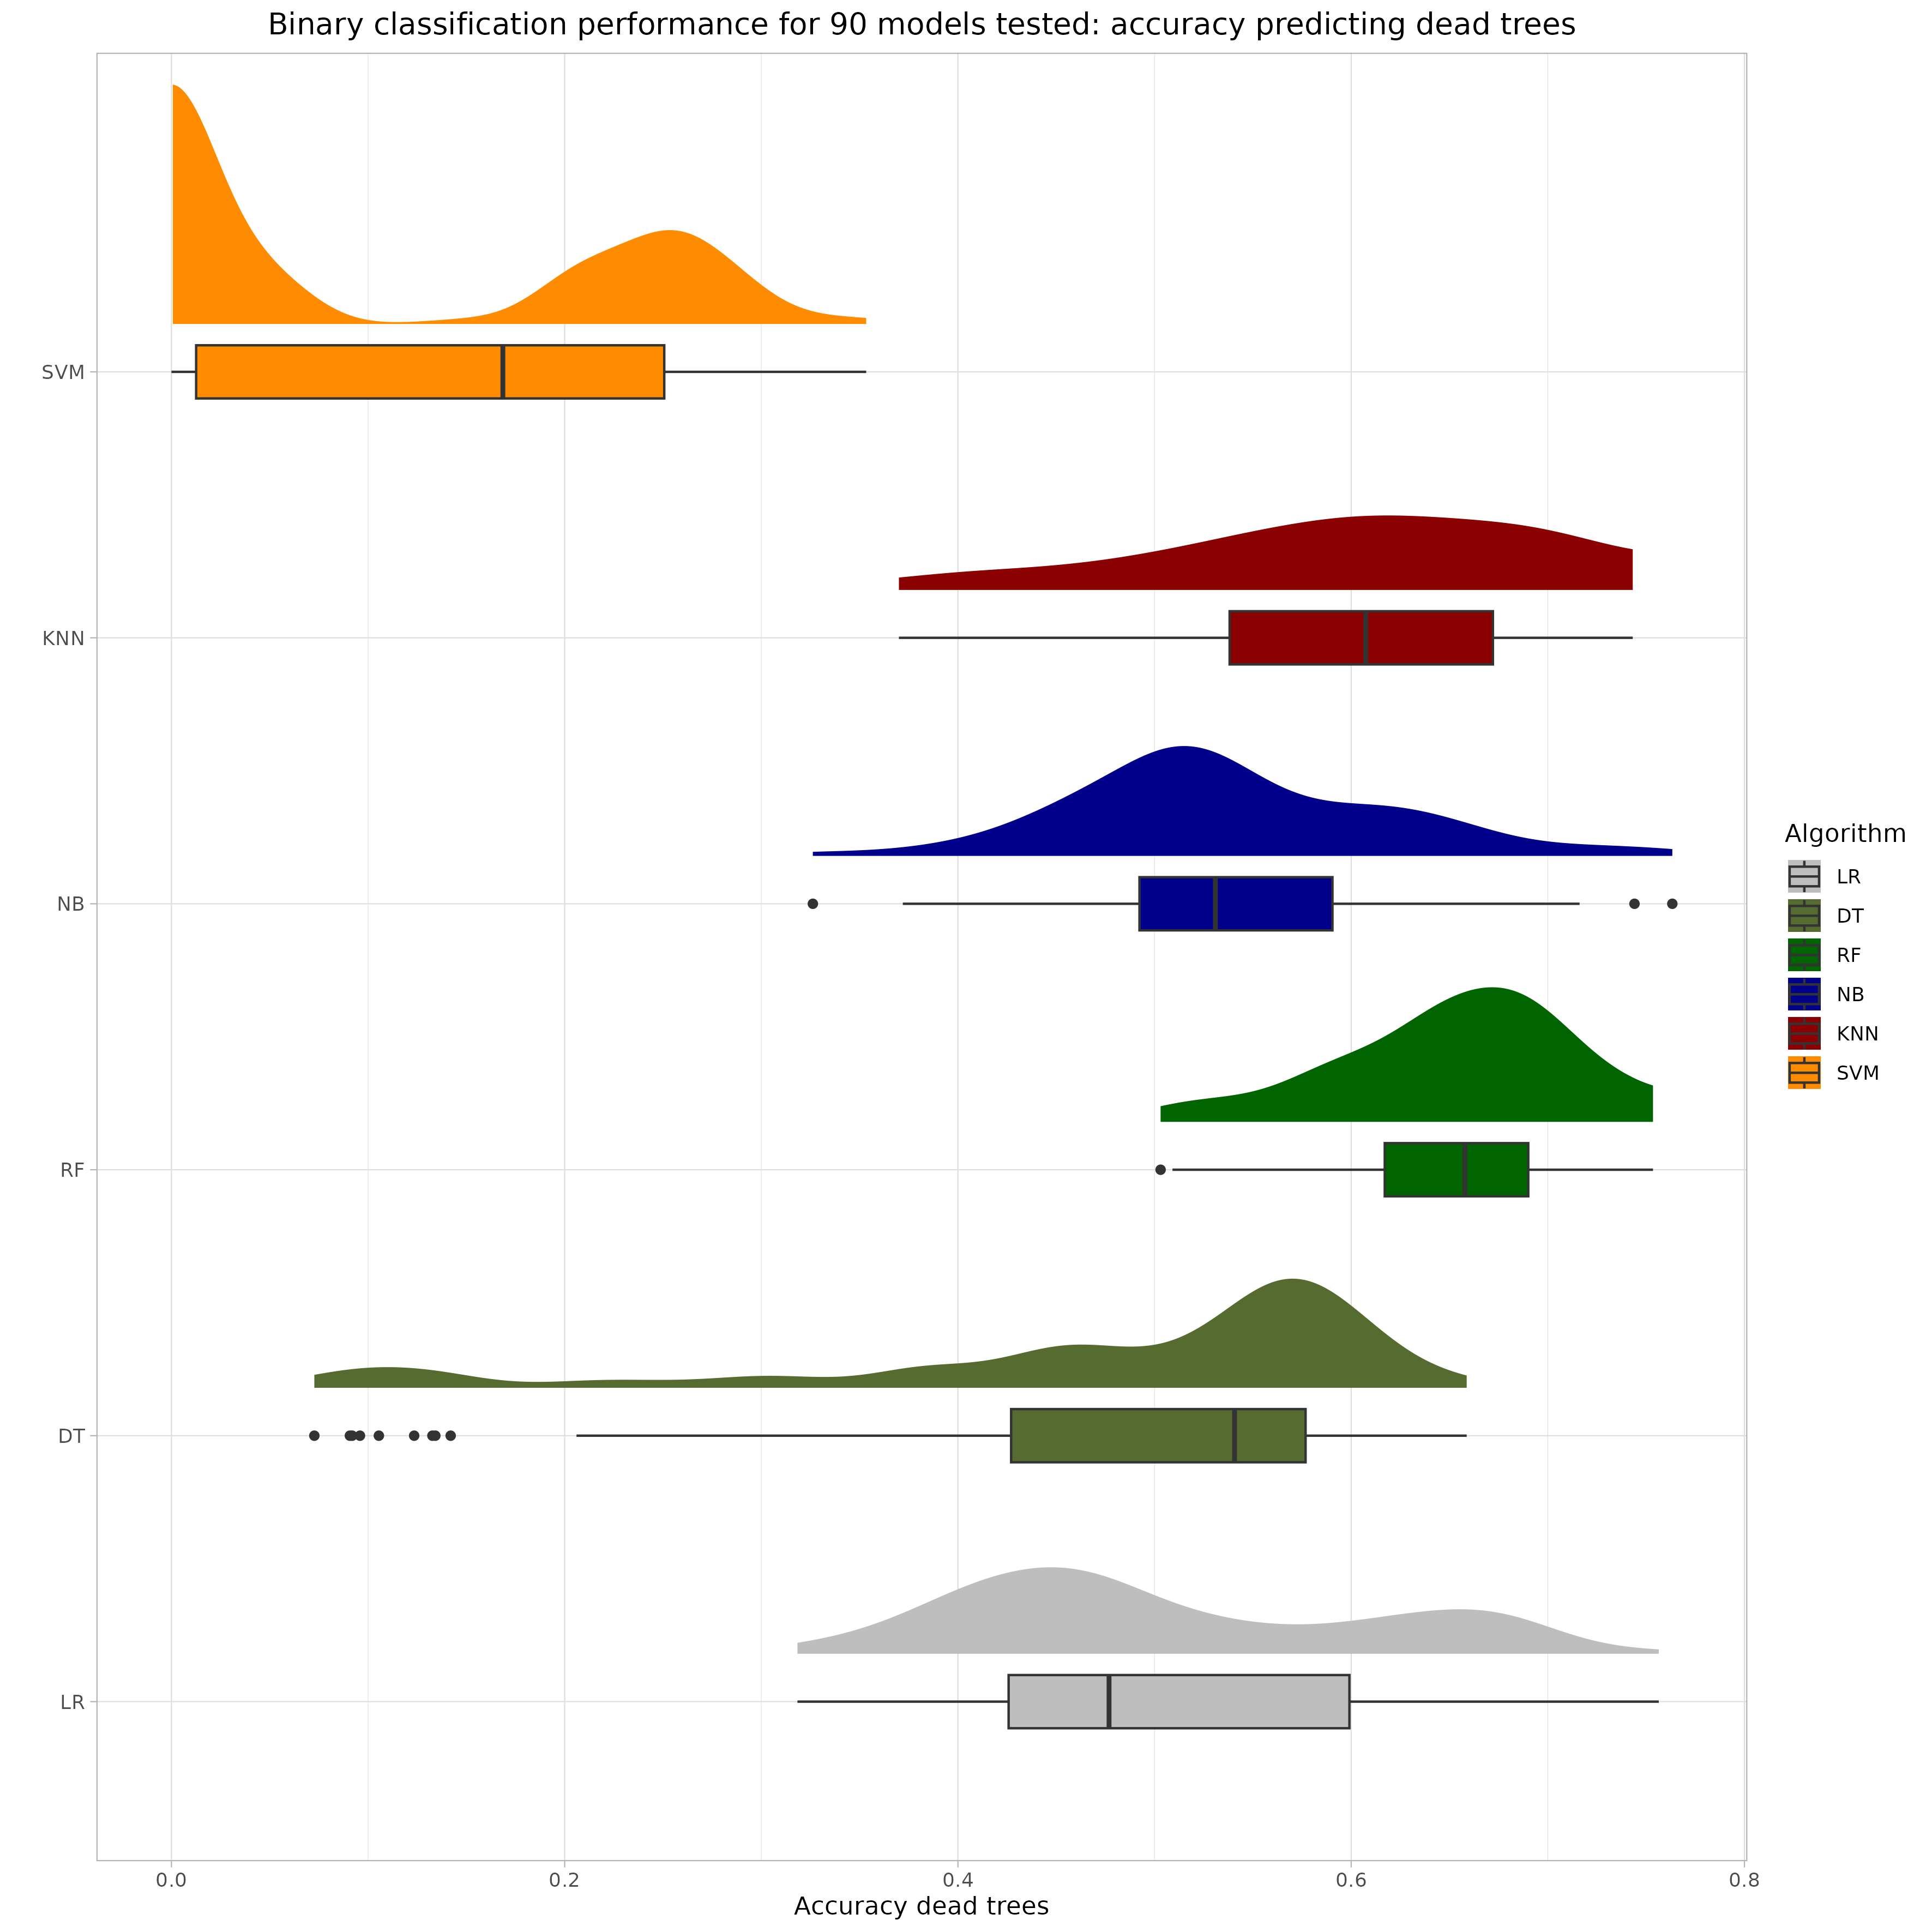 Binary classification performance for 90 models tested: accuracy predicting dead trees
SVM
KNN
NB
RF
DT
LR
0.0 0.2 0.4 0.6 0.8
Accuracy dead trees
Algorithm
LR
DT
RF
NB
KNN
SVM